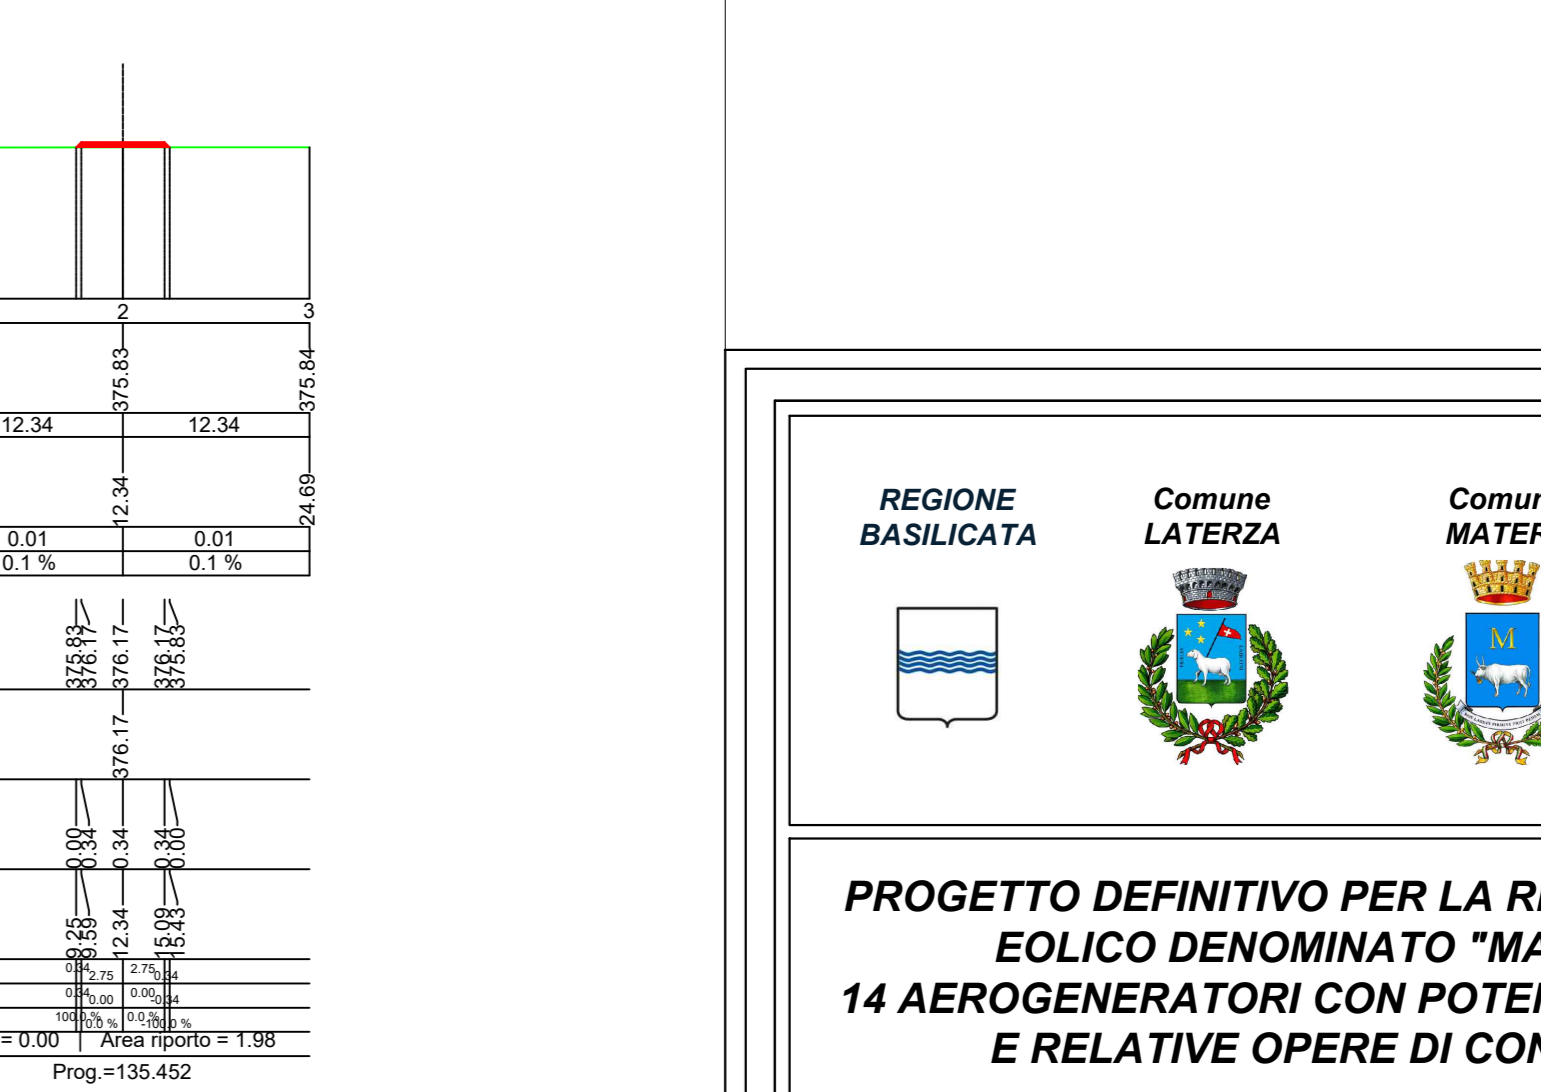 2 3
375.83 375.84
12.34 12.34
12.34 24.69
0.01 0.01
0.1 % 0.1 %
375.83 376.17 376.17 376.17 375.83
376.17
0.00 0.34 0.34 0.34 0.00
9.25 9.59 12.34 15.09 15.43
0.34 2.75 2.75 0.34
0.34 0.00 0.00 -0.34
100.0 % 0.0 % 0.0 % -100.0 %
= 0.00 Area riporto = 1.98
Prog.=135.452
REGIONE
BASILICATA
Comune
LATERZA
Comun
MATER
M
PROGETTO DEFINITIVO PER LA RE
EOLICO DENOMINATO "MA
14 AEROGENERATORI CON POTEN
E RELATIVE OPERE DI CON